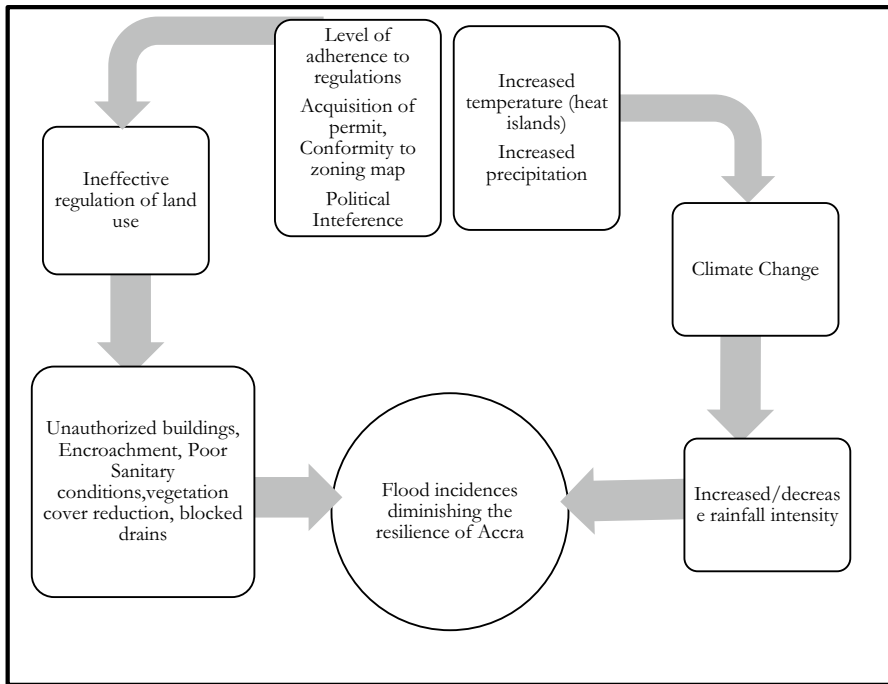 Level of
adherence to
regulations
Acquisition of
permit,
Conformity to
zoning map
Political
Inteference
Increased
temperature (heat
islands)
Increased
precipitation
Ineffective
regulation of land
use
Climate Change
Unauthorized buildings,
Encroachment, Poor
Sanitary
conditions,vegetation
cover reduction, blocked
drains
Flood incidences
diminishing the
resilience of Accra
Increased/decreas
e rainfall intensity